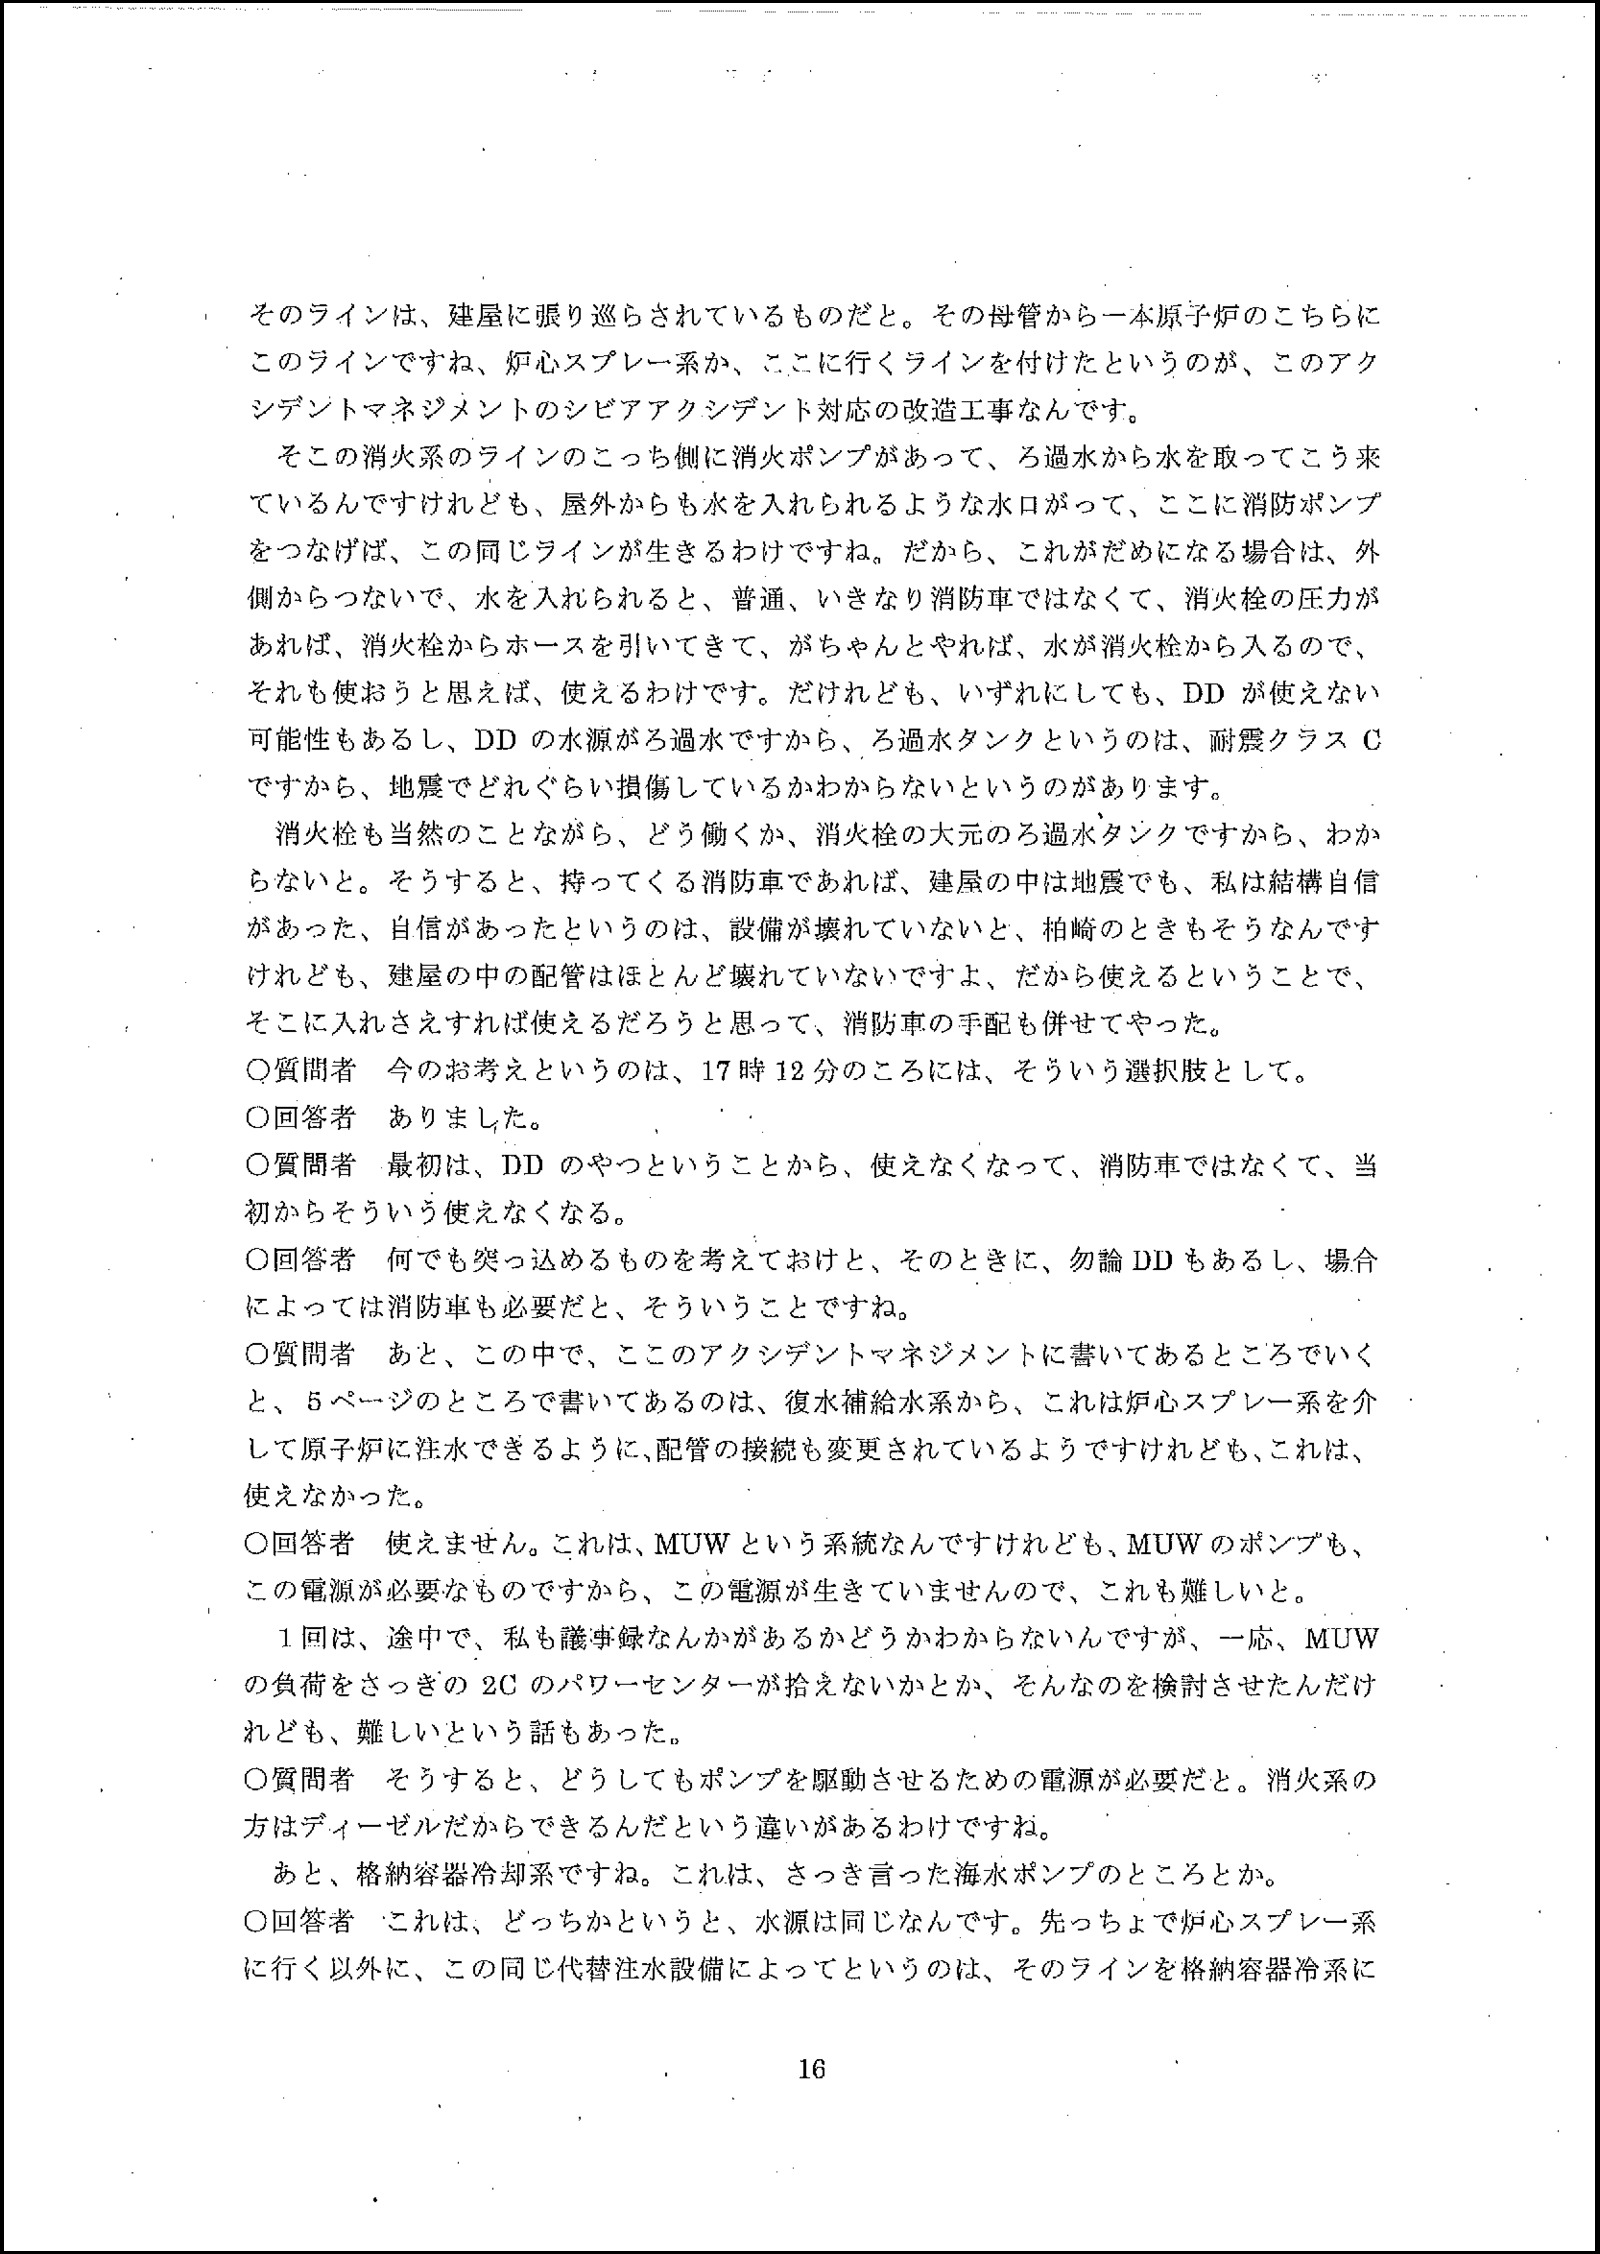 そのラインは、建屋に張り巡らされているものだと。その母管から一本原子炉のこちらに
このラインですね、炉心スプレー系か、ここに行くラインを付けたというのが、このアク
シデントマネジメントのシビアアクシデント対応の改造工事なんです。
　そこの消火系のラインのこっち側に消火ポンプがあって、ろ過水から水を取ってこう来
ているんですけれども、屋外からも水を入れられるような水口がって、ここに消防ポンプ
をつなげば、この同じラインが生きるわけですね。だから、これがだめになる場合は、外
側からつないで、水を入れられると、普通、いきなり消防車ではなくて、消火栓の圧力が
あれば、消火栓からホースを引いてきて、がちゃんとやれば、水が消火栓から入るので、
それも使おうと思えば、使えるわけです。だけれども、いずれにしても、DD が使えない
可能性もあるし、DD の水源がろ過水ですから、ろ過水タンクというのは、耐震クラス C
ですから、地震でどれぐらい損傷しているかわからないというのがあります。
　消火栓も当然のことながら、どう働くか、消火栓の大元のろ過水タンクですから、わか
らないと。そうすると、持ってくる消防車であれば、建屋の中は地震でも、私は結構自信
があった、自信があったというのは、設備が壊れていないと、柏崎のときもそうなんです
けれども、建屋の中の配管はほとんど壊れていないですよ、だから使えるということで、
そこに入れさえすれば使えるだろうと思って、消防車の手配も併せてやった。
○質問者　今のお考えというのは、17 時 12 分のころには、そういう選択肢として。
○回答者　ありました。
○質問者　最初は、DD のやつということから、使えなくなって、消防車ではなくて、当
初からそういう使えなくなる。
○回答者　何でも突っ込めるものを考えておけと、そのときに、勿論 DD もあるし、場合
によっては消防車も必要だと、そういうことですね。
○質問者　あと、この中で、ここのアクシデントマネジメントに書いてあるところでいく
と、5 ページのところで書いてあるのは、復水補給水系から、これは炉心スプレー系を介
して原子炉に注水できるように、配管の接続も変更されているようですけれども、これは、
使えなかった。
○回答者　使えません。これは、MUW という系統なんですけれども、MUW のポンプも、
この電源が必要なものですから、この電源が生きていませんので、これも難しいと。
　1 回は、途中で、私も議事録なんかがあるかどうかわからないんですが、一応、MUW
の負荷をさっきの 2C のパワーセンターが拾えないかとか、そんなのを検討させたんだけ
れども、難しいという話もあった。
○質問者　そうすると、どうしてもポンプを駆動させるための電源が必要だと。消火系の
方はディーゼルだからできるんだという違いがあるわけですね。
　あと、格納容器冷却系ですね。これは、さっき言った海水ポンプのところとか。
○回答者　これは、どっちかというと、水源は同じなんです。先っちょで炉心スプレー系
に行く以外に、この同じ代替注水設備によってというのは、そのラインを格納容器冷系に
16